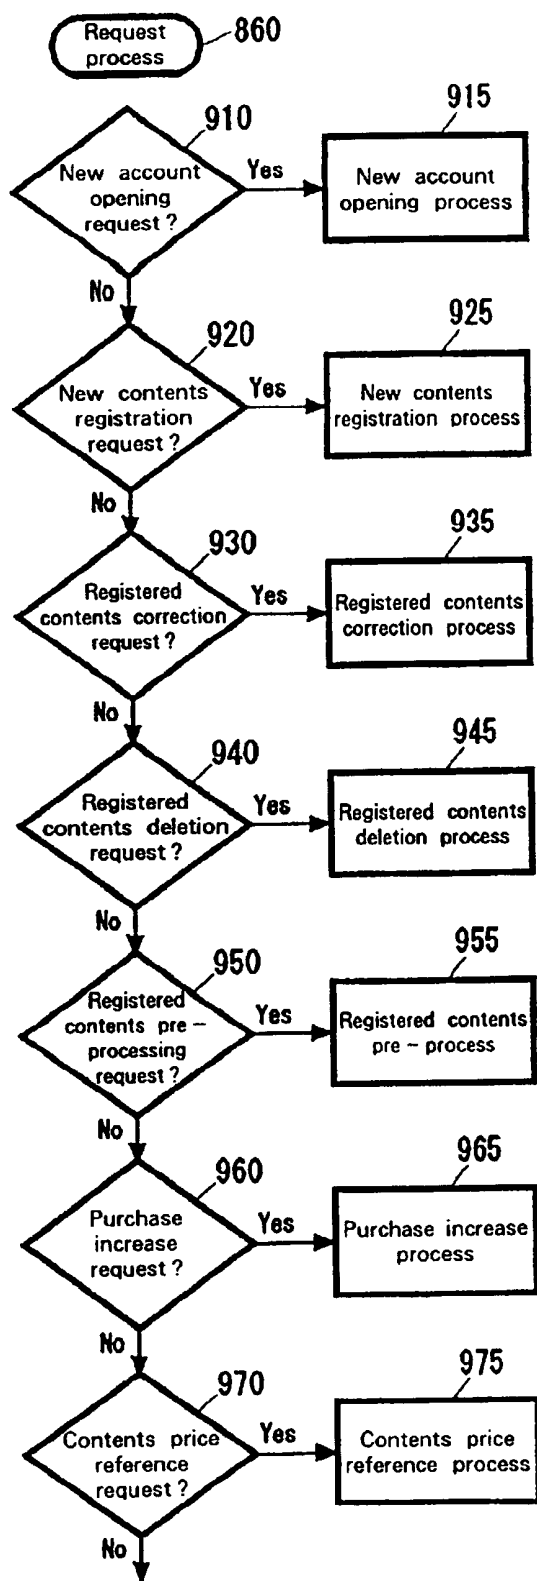 Request
process
860
910
New account
opening
request ?
Yes
915
New account
opening process
No
920
New contents
registration
request ?
Yes
925
New contents
registration process
No
930
Registered
contents correction
request ?
Yes
935
Registered contents
correction process
No
940
Registered
contents deletion
request ?
Yes
945
Registered contents
deletion process
No
950
Registered
contents pre –
processing
request ?
Yes
955
Registered contents
pre – process
No
960
Purchase
increase
request ?
Yes
965
Purchase increase
process
No
970
Contents price
reference
request ?
Yes
975
Contents price
reference process
No